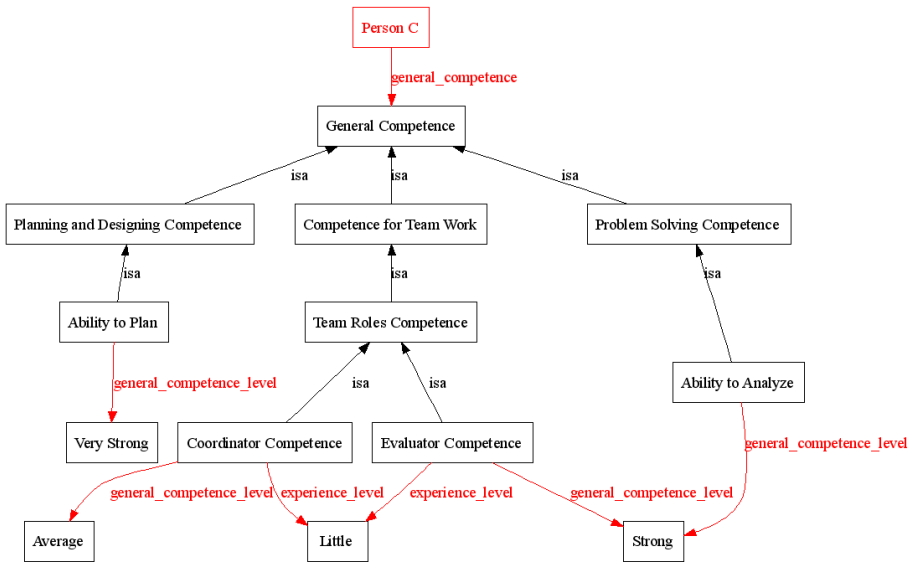 Person C
general_competence
General Competence
isa
isa
isa
Planning and Designing Competence
Competence for Team Work
Problem Solving Competence
isa
isa
isa
Ability to Plan
Team Roles Competence
general_competence_level
isa
isa
Ability to Analyze
Very Strong
Coordinator Competence
Evaluator Competence
general_competence_level
general_competence_level
experience_level
experience_level
general_competence_level
Average
Little
Strong